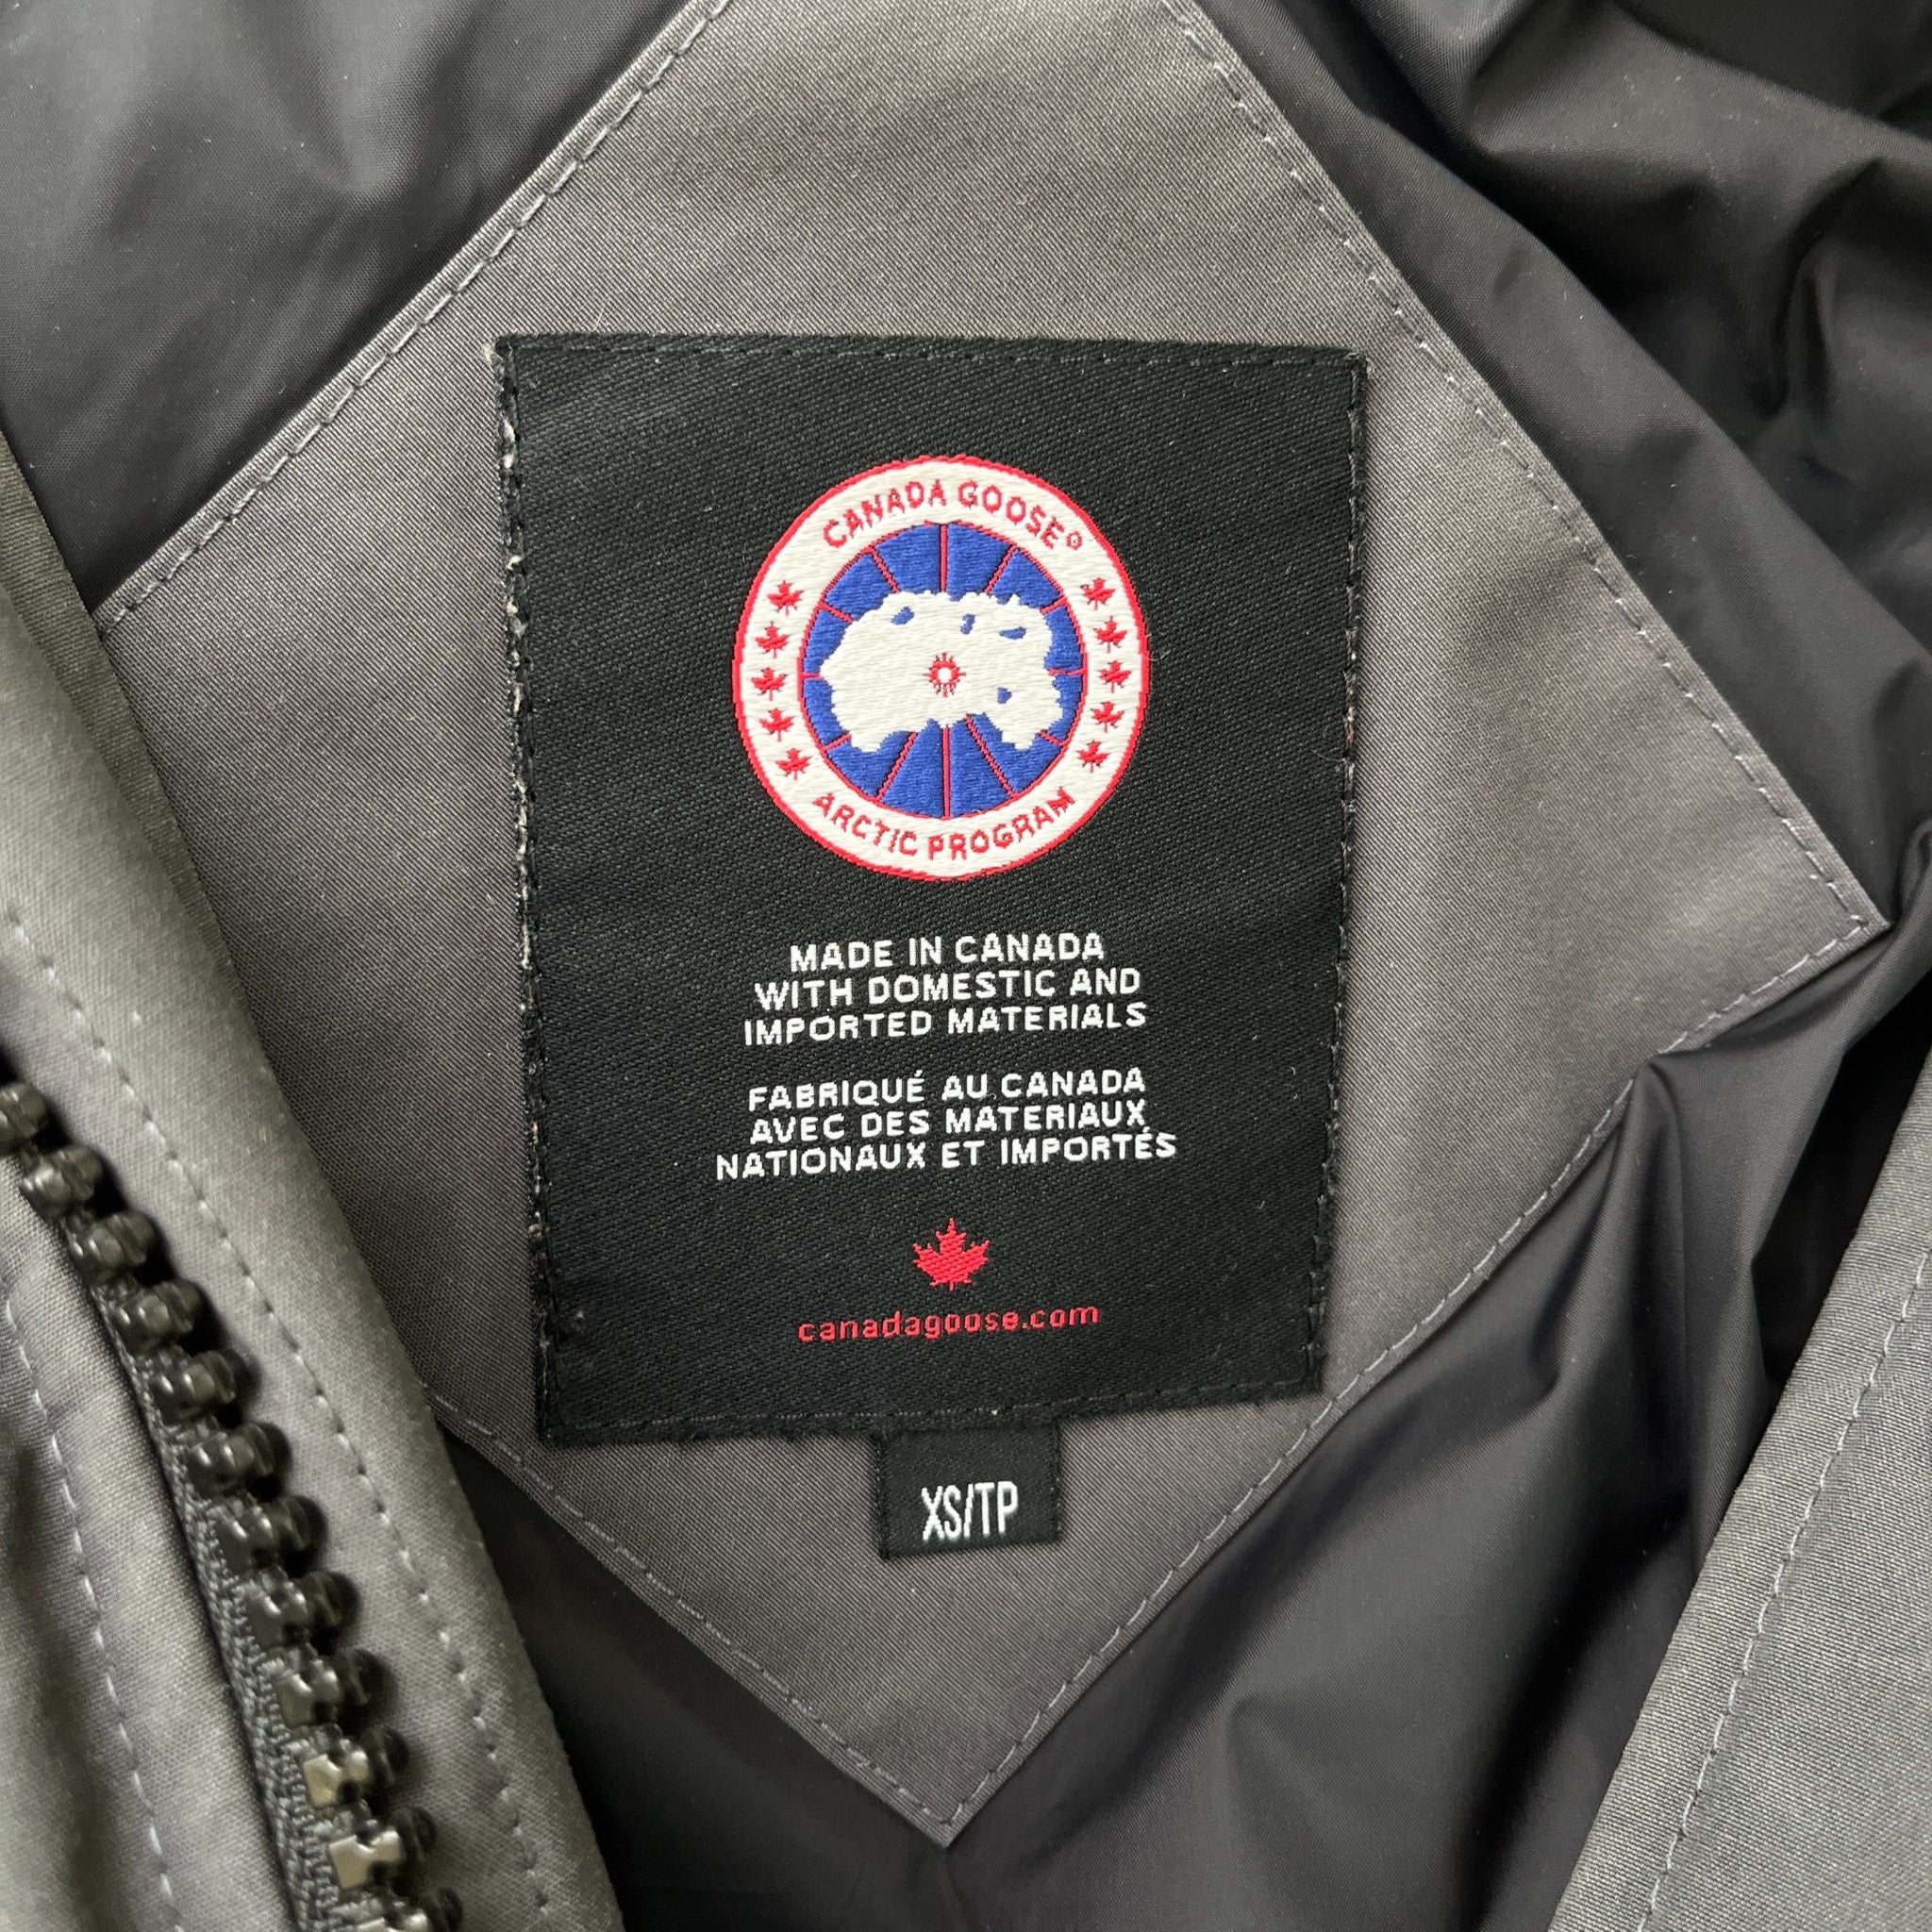 CANADA GOOSE®
ARCTIC PROGRAM
MADE IN CANADA
WITH DOMESTIC AND
IMPORTED MATERIALS
FABRIQUÉ AU CANADA
AVEC DES MATERIAUX
NATIONAUX ET IMPORTÉS
canadagoose.com
XS/TP